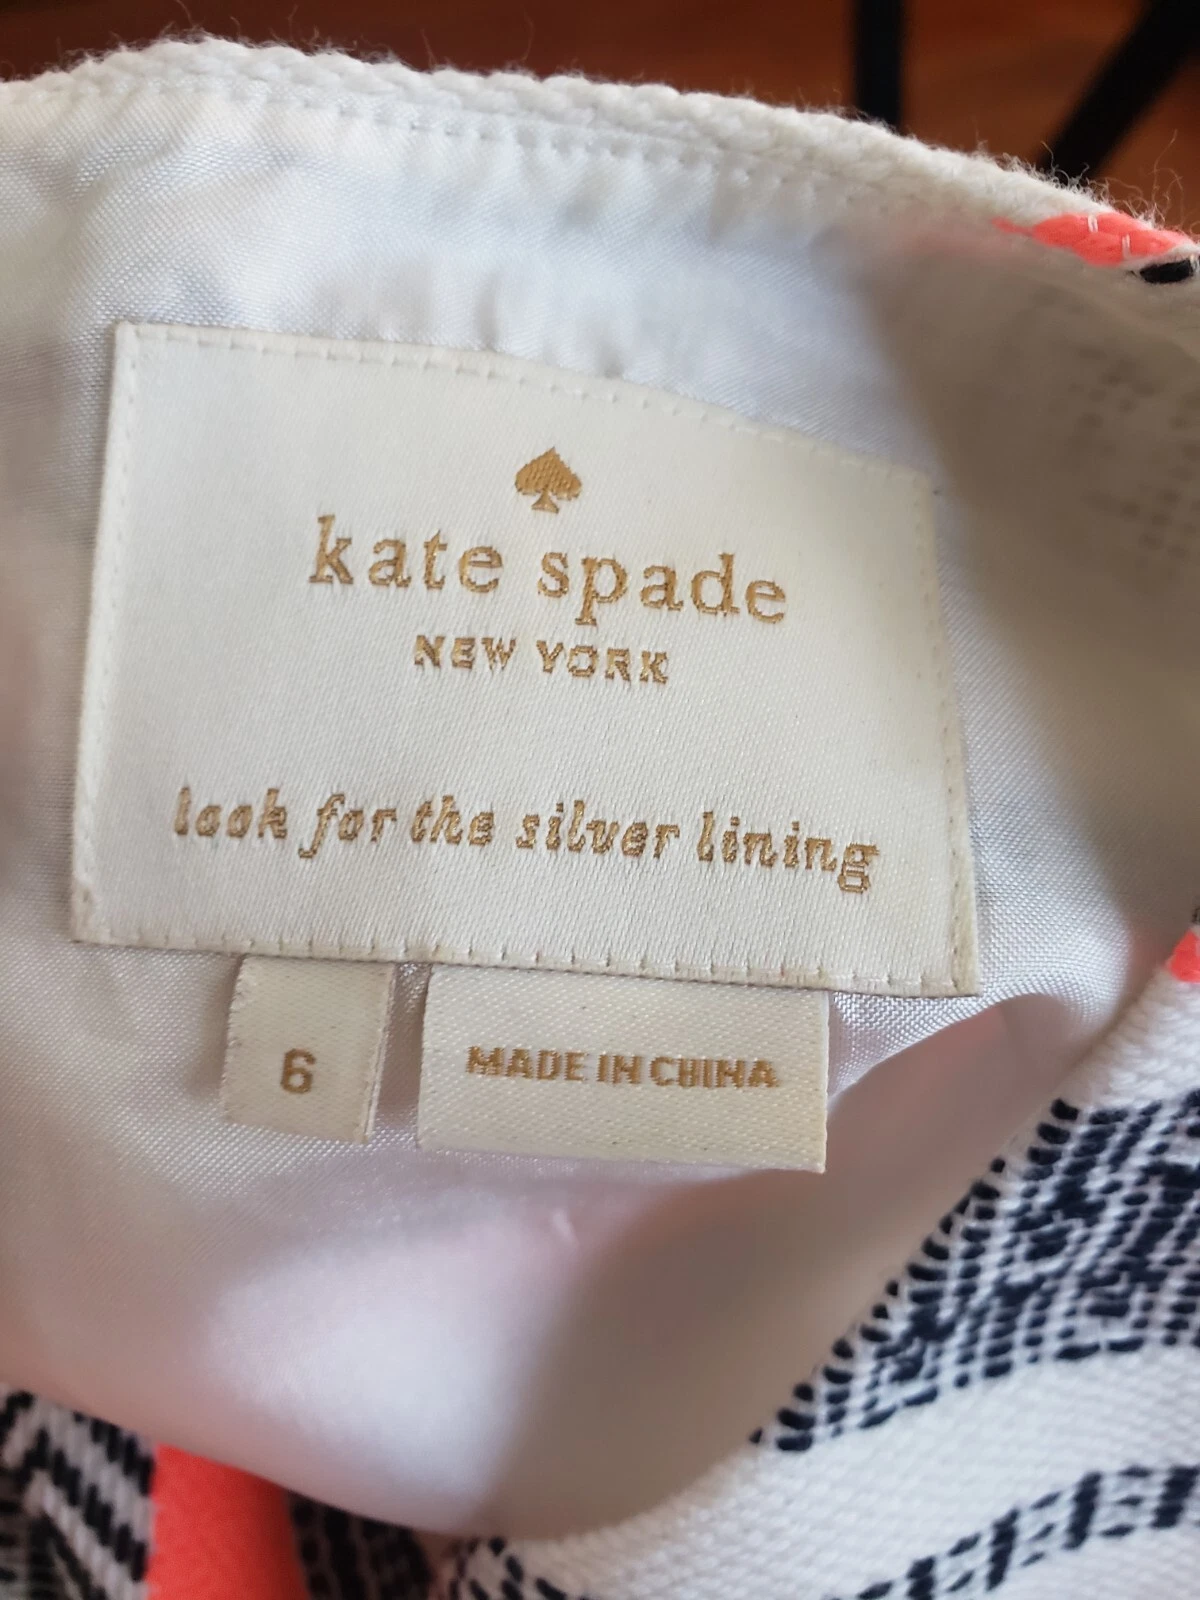 kate spade
NEW YORK
look for the silver lining
6
MADE IN CHINA